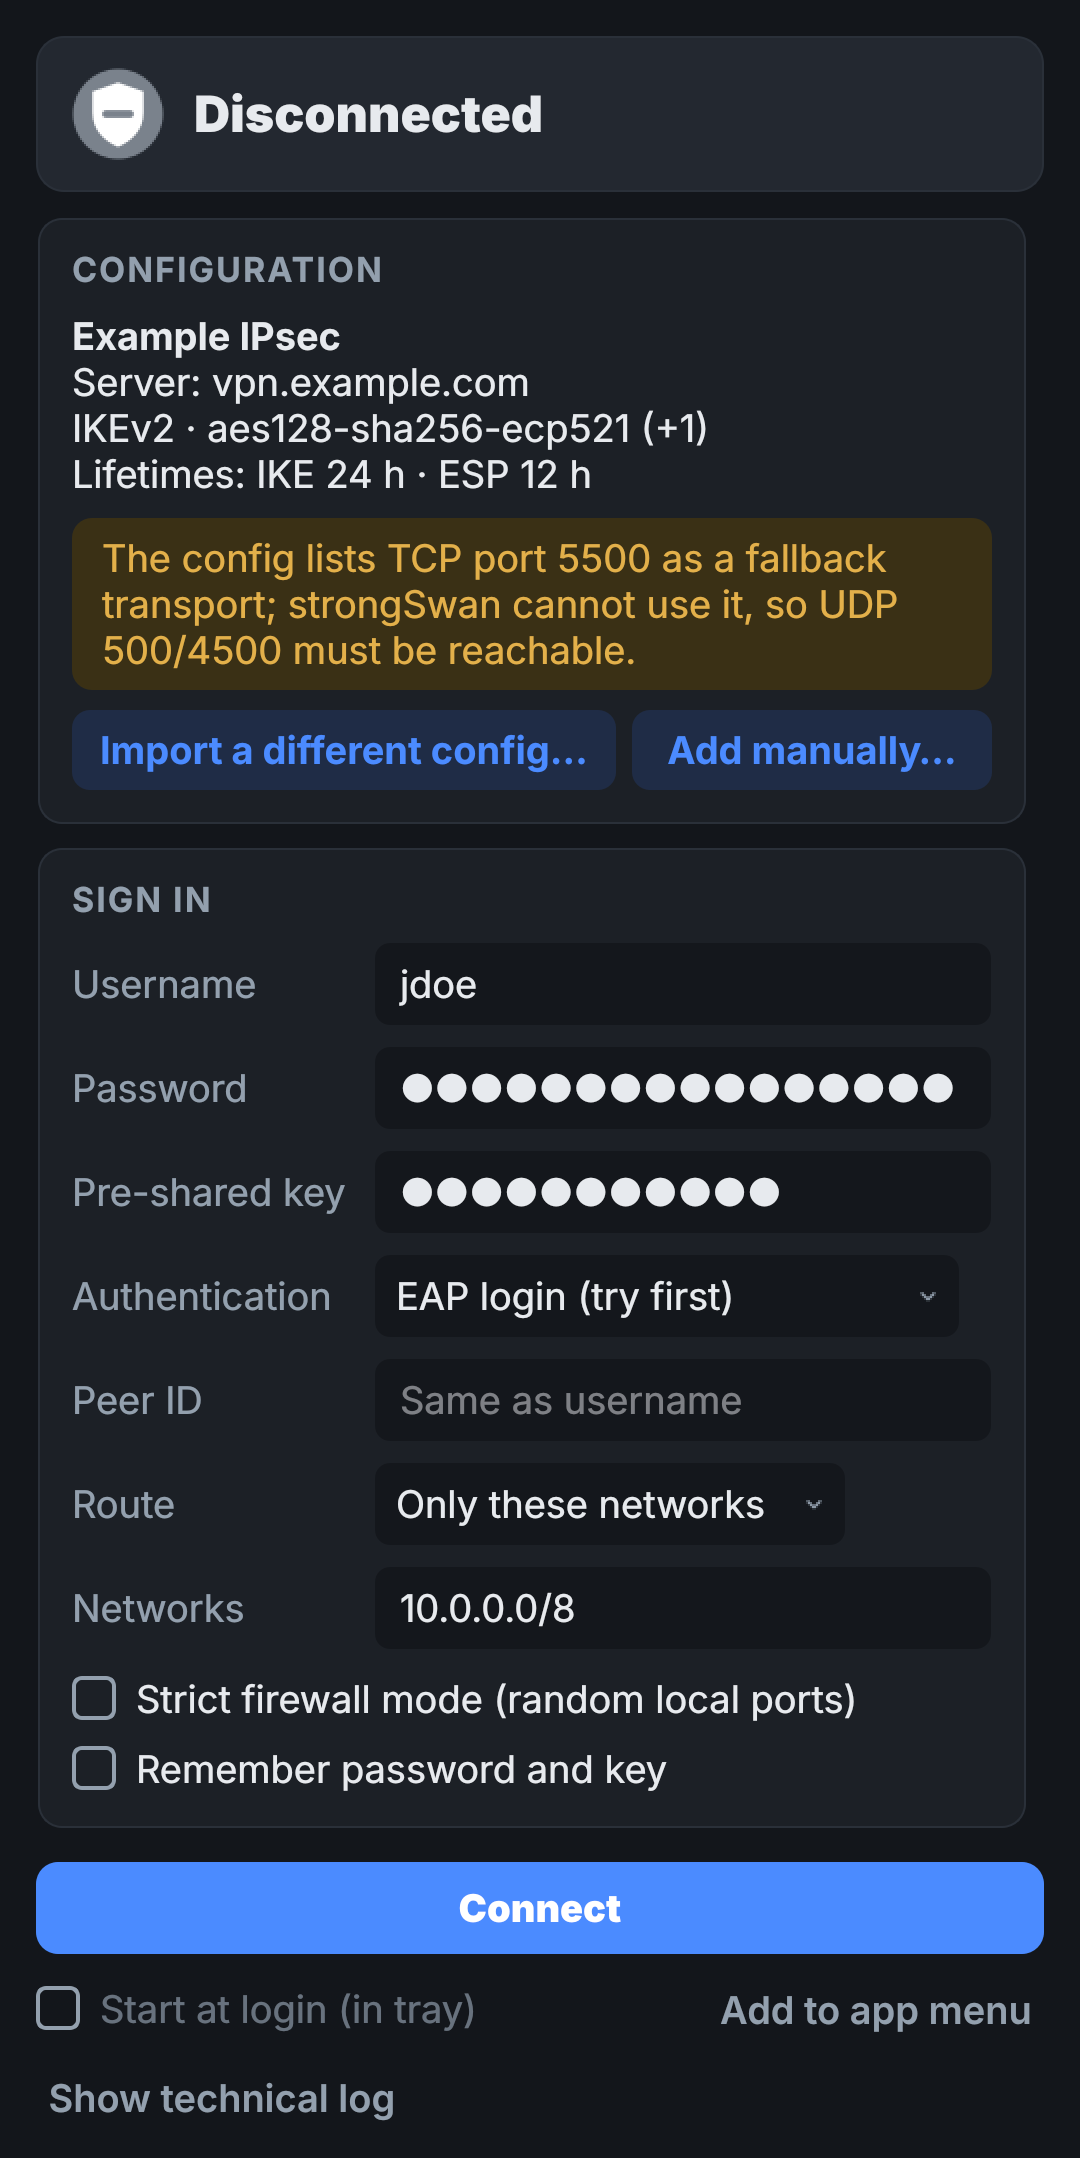 Disconnected
CONFIGURATION
Example IPsec
Server: vpn.example.com
IKEv2 · aes128-sha256-ecp521 (+1)
Lifetimes: IKE 24 h · ESP 12 h
The config lists TCP port 5500 as a fallback
transport; strongSwan cannot use it, so UDP
500/4500 must be reachable.
Import a different config... Add manually...
SIGN IN
Username jdoe
Password ●●●●●●●●●●●●●●●●
Pre-shared key ●●●●●●●●●●●
Authentication EAP login (try first)
Peer ID Same as username
Route Only these networks
Networks 10.0.0.0/8
Strict firewall mode (random local ports)
Remember password and key
Connect
Start at login (in tray) Add to app menu
Show technical log